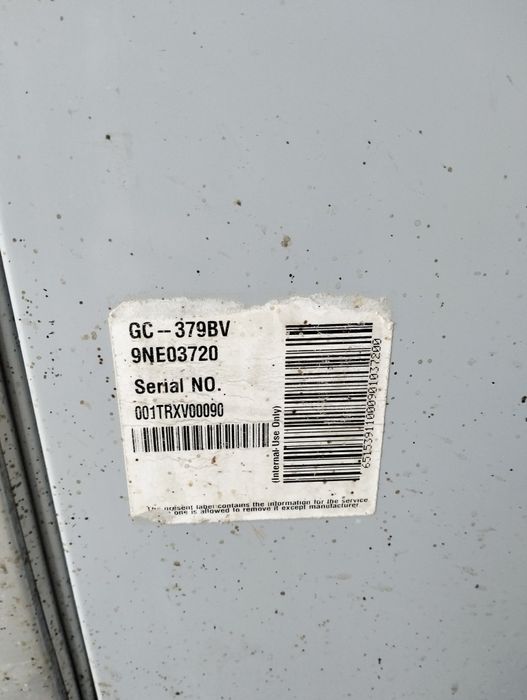 GC-379BV
9NE03720
Serial NO.
001TRXV00090
(Internal Use Only)
65153911000901037200
The present label contains the information for the service
one is allowed to remove it except manufacturer